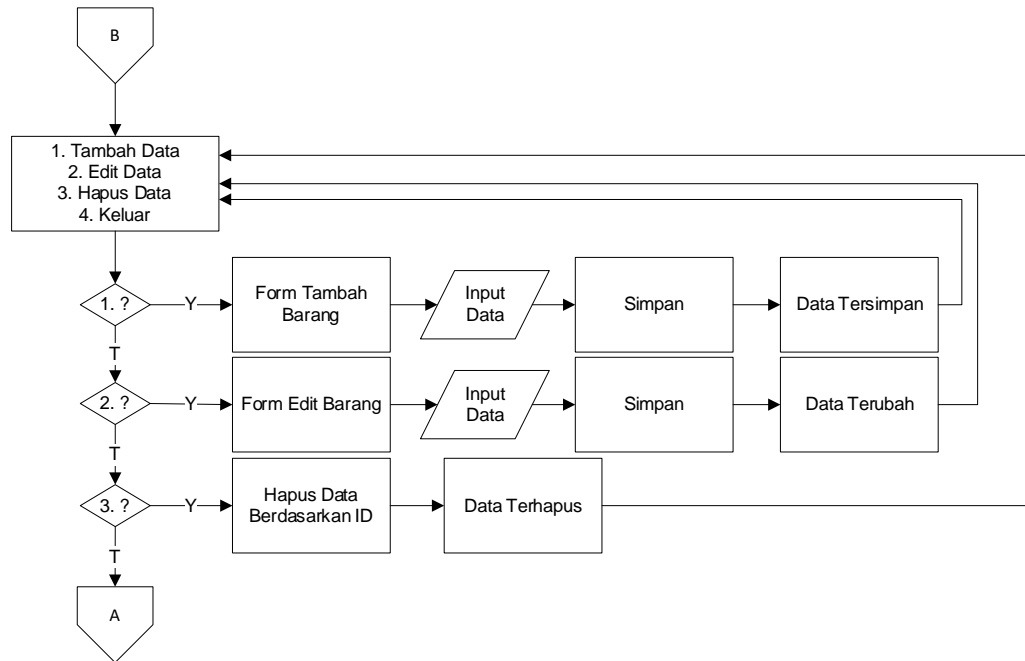 B
1. Tambah Data
2. Edit Data
3. Hapus Data
4. Keluar
1. ?
Y
Form Tambah
Barang
Input
Data
Simpan
Data Tersimpan
T
2. ?
Y
Form Edit Barang
Input
Data
Simpan
Data Terubah
T
3. ?
Y
Hapus Data
Berdasarkan ID
Data Terhapus
T
A